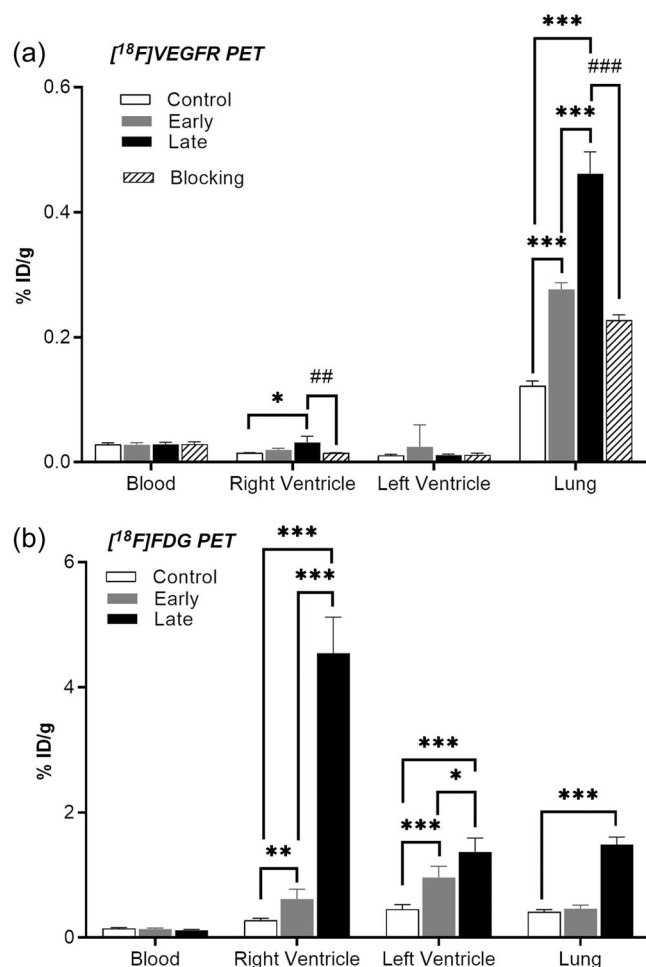 (a)
[¹⁸F]VEGFR PET
Control
Early
Late
Blocking
***
###
***
***
*
##
% ID/g
0.6
0.4
0.2
0.0
Blood Right Ventricle Left Ventricle Lung
(b)
[¹⁸F]FDG PET
Control
Early
Late
***
***
**
***
*
***
***
% ID/g
6
4
2
0
Blood Right Ventricle Left Ventricle Lung